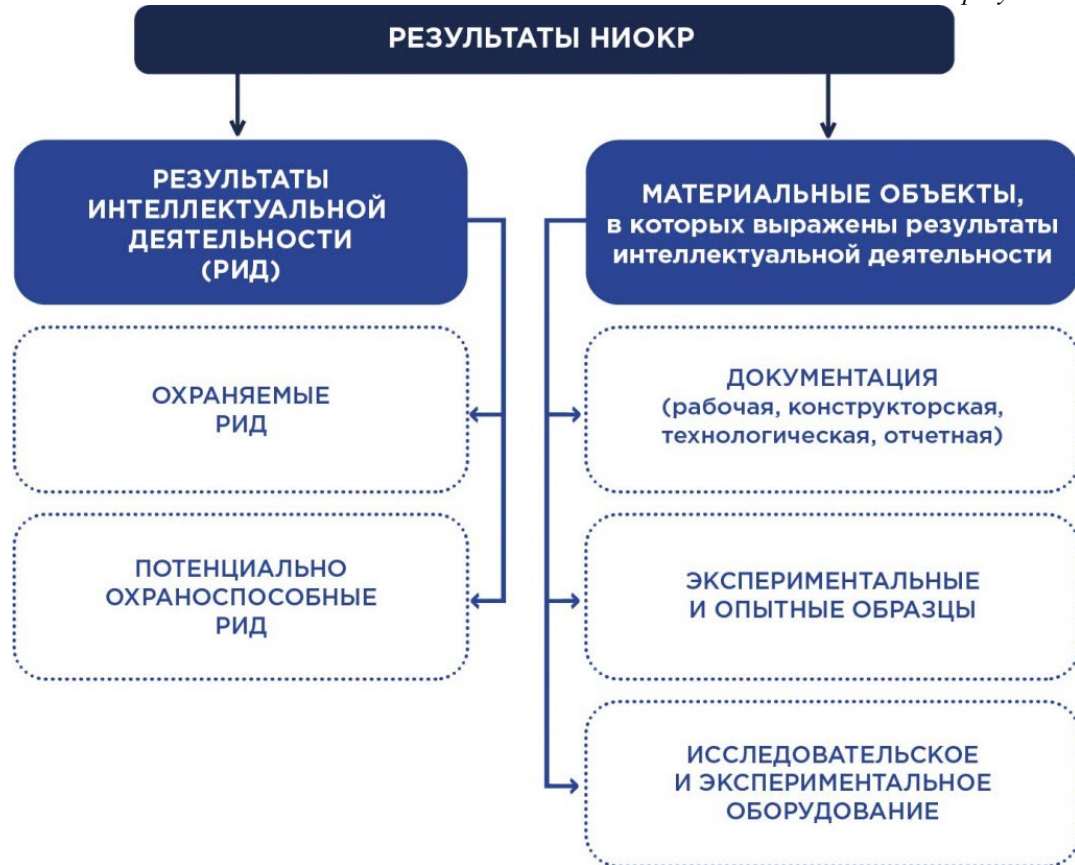 РЕЗУЛЬТАТЫ НИОКР
РЕЗУЛЬТАТЫ
ИНТЕЛЛЕКТУАЛЬНОЙ
ДЕЯТЕЛЬНОСТИ
(РИД)
ОХРАНЯЕМЫЕ
РИД
ПОТЕНЦИАЛЬНО
ОХРАНОСПОСОБНЫЕ
РИД
МАТЕРИАЛЬНЫЕ ОБЪЕКТЫ,
в которых выражены результаты
интеллектуальной деятельности
ДОКУМЕНТАЦИЯ
(рабочая, конструкторская,
технологическая, отчетная)
ЭКСПЕРИМЕНТАЛЬНЫЕ
И ОПЫТНЫЕ ОБРАЗЦЫ
ИССЛЕДОВАТЕЛЬСКОЕ
И ЭКСПЕРИМЕНТАЛЬНОЕ
ОБОРУДОВАНИЕ